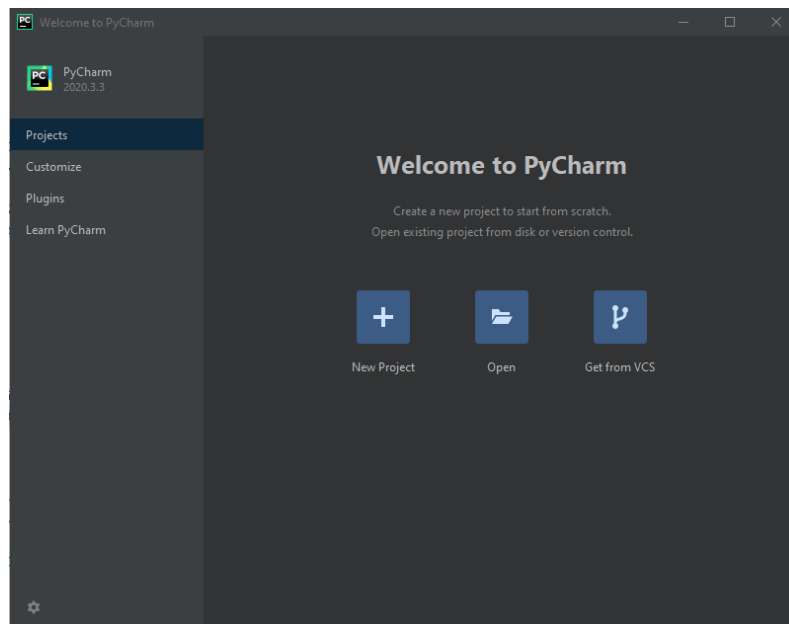 PC Welcome to PyCharm
PC PyCharm
2020.3.3
Projects
Customize
Plugins
Learn PyCharm
Welcome to PyCharm
Create a new project to start from scratch.
Open existing project from disk or version control.
New Project
Open
Get from VCS